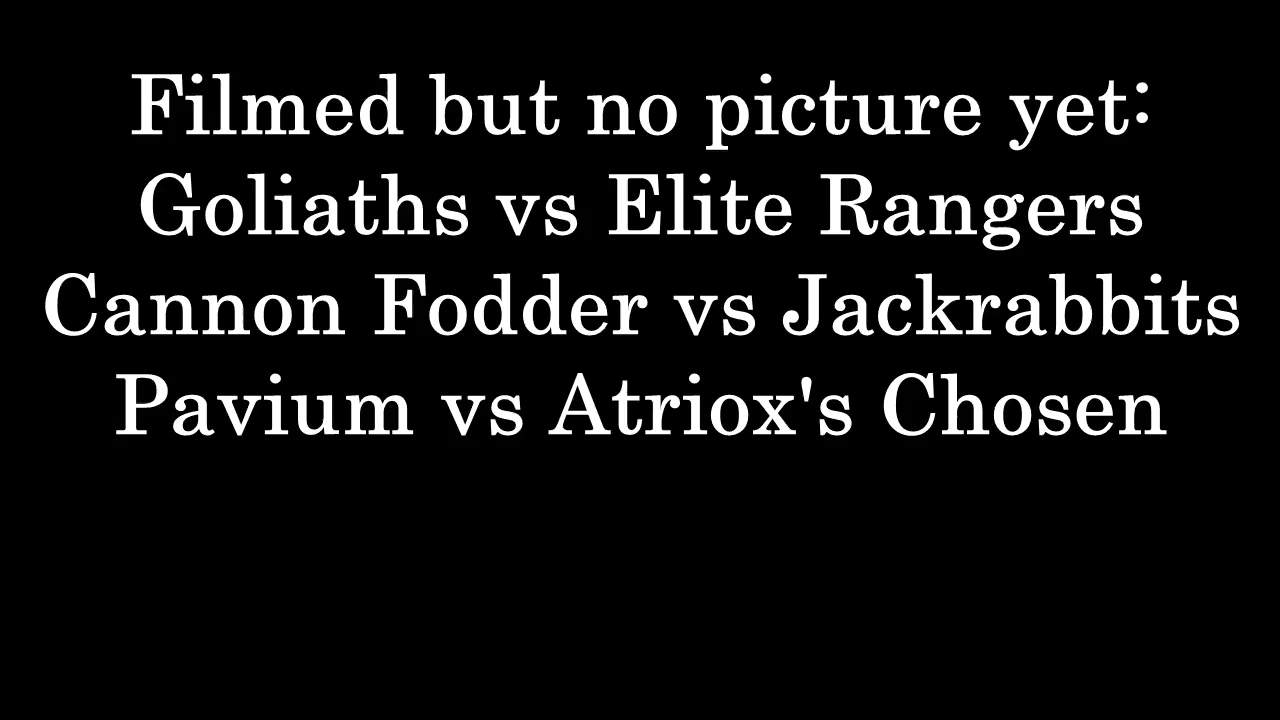 Filmed but no picture yet:
Goliaths vs Elite Rangers
Cannon Fodder vs Jackrabbits
Pavium vs Atriox's Chosen